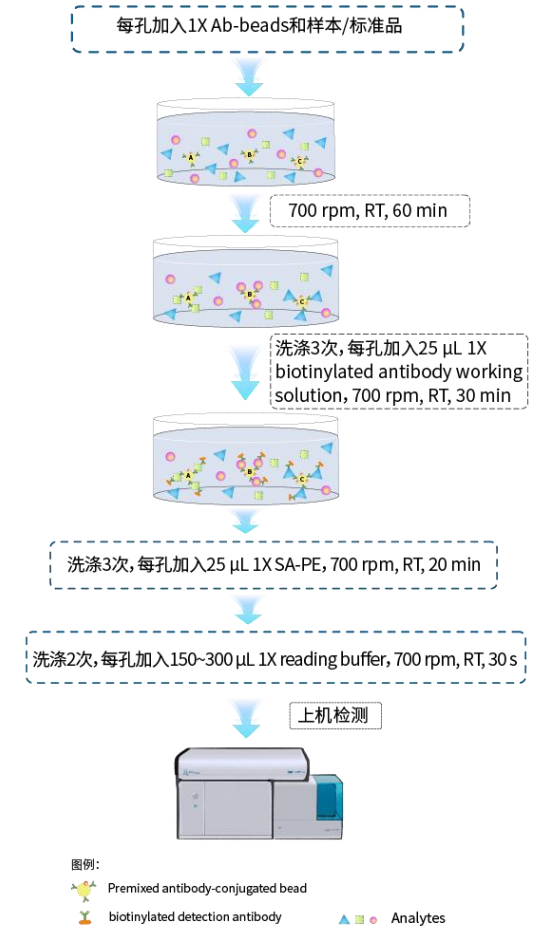 每孔加入1X Ab-beads和样本/标准品
A
B
C
700 rpm, RT, 60 min
A
B
C
洗涤3次，每孔加入25 μL 1X
biotinylated antibody working
solution，700 rpm, RT, 30 min
A
B
C
洗涤3次，每孔加入25 μL 1X SA-PE，700 rpm, RT, 20 min
洗涤2次，每孔加入150~300 μL 1X reading buffer，700 rpm, RT, 30 s
上机检测
图例：
Premixed antibody-conjugated bead
biotinylated detection antibody
Analytes